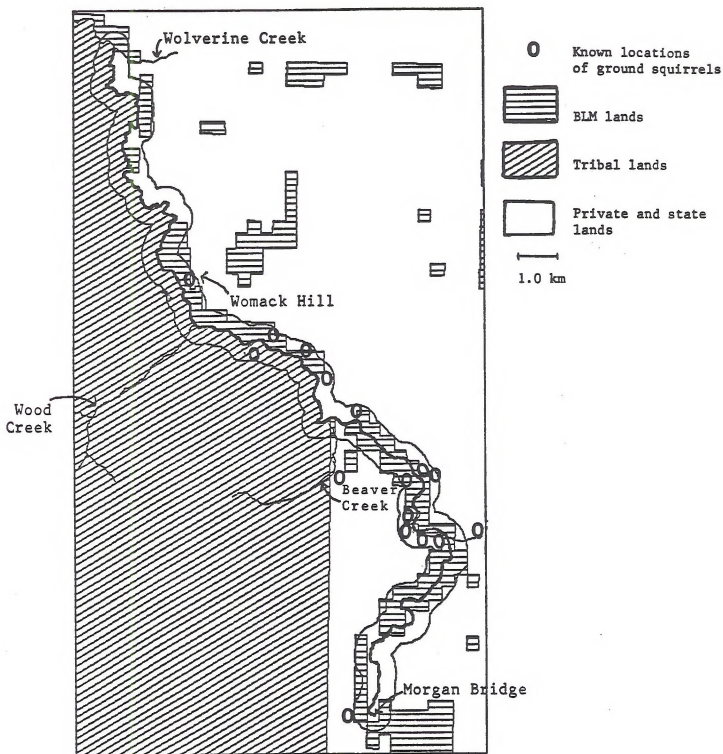 Wolverine Creek
Womack Hill
Wood
Creek
Beaver
Creek
Morgan Bridge
O Known locations
of ground squirrels
BLM lands
Tribal lands
Private and state
lands
1.0 km